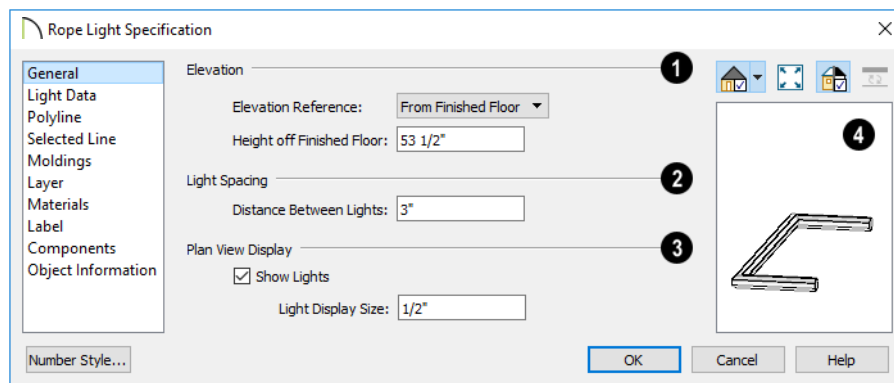 Rope Light Specification
General
Light Data
Polyline
Selected Line
Moldings
Layer
Materials
Label
Components
Object Information
Elevation
1
Elevation Reference: From Finished Floor
Height off Finished Floor: 53 1/2"
Light Spacing
2
Distance Between Lights: 3"
Plan View Display
3
Show Lights
Light Display Size: 1/2"
4
Number Style...
OK
Cancel
Help